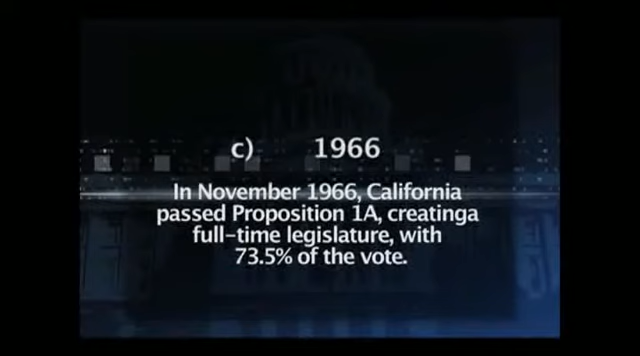 c) 1966
In November 1966, California
passed Proposition 1A, creatinga
full-time legislature, with
73.5% of the vote.